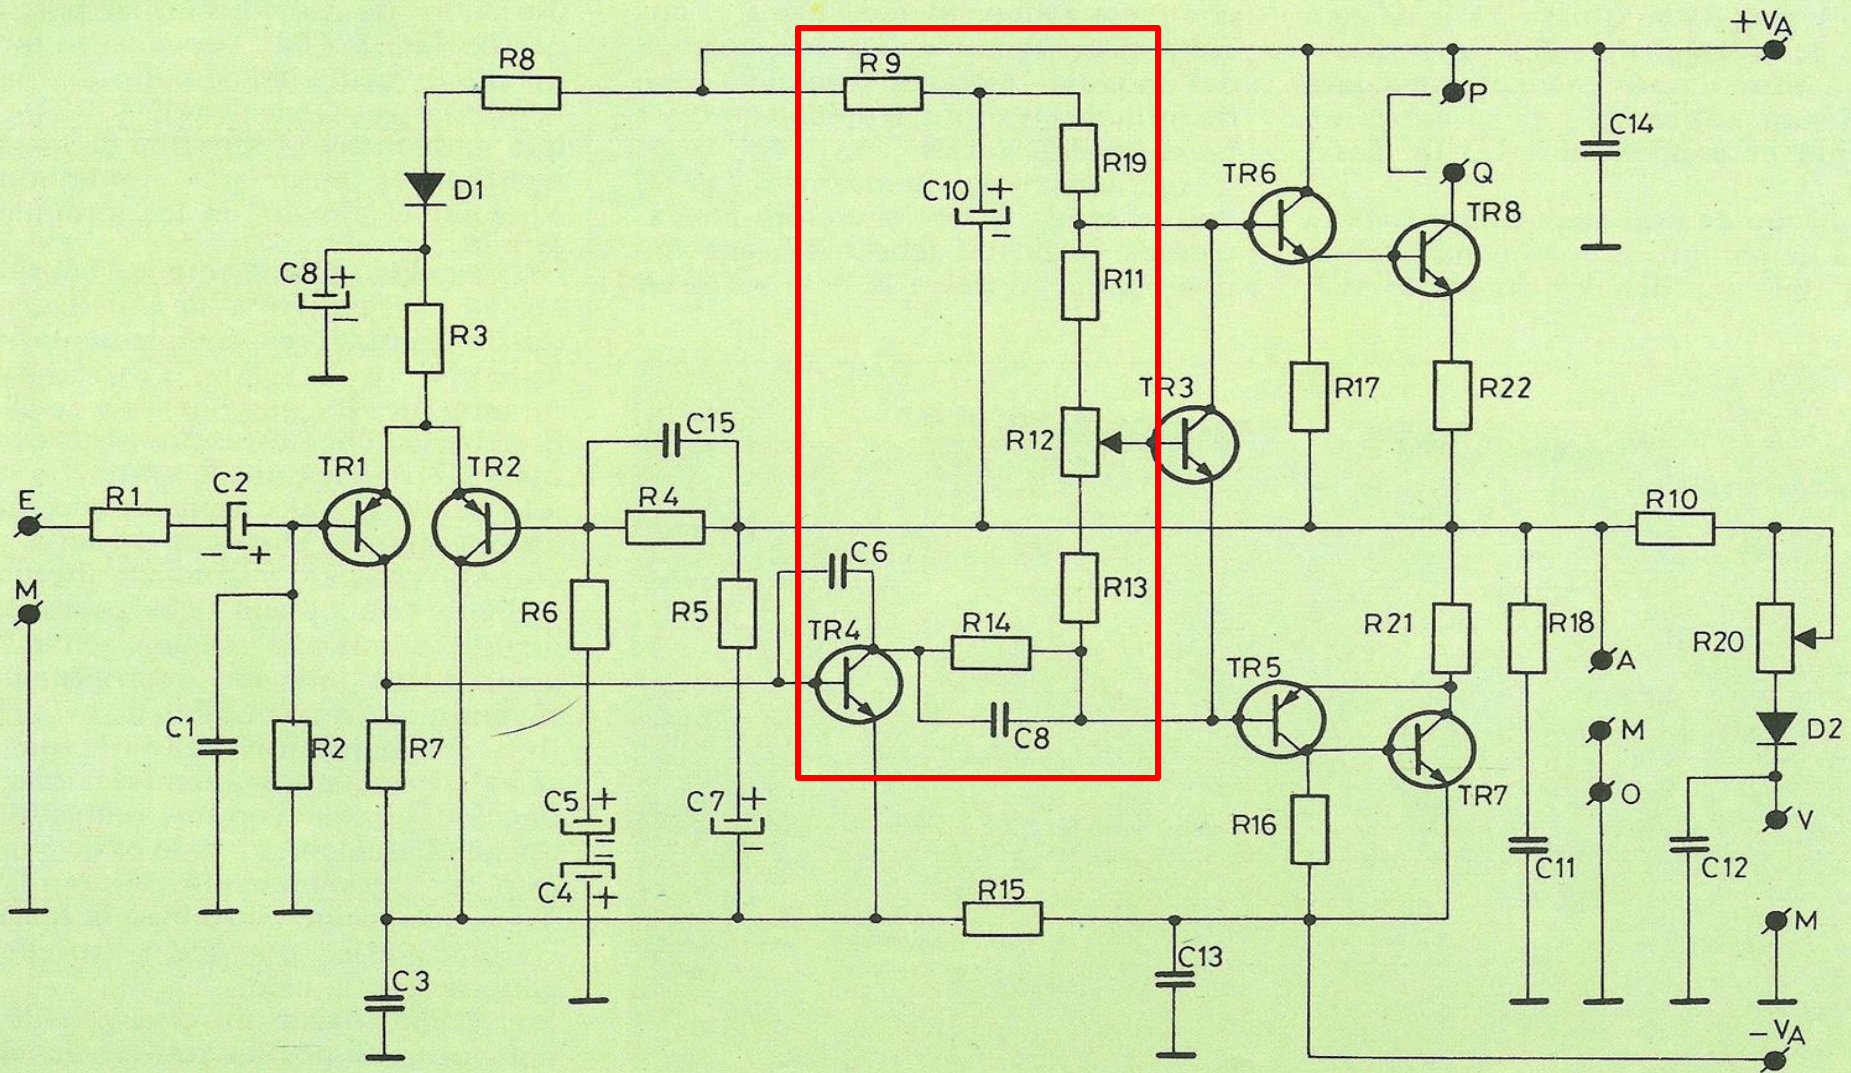 +VA
R8
R9
P
C14
R19
TR6
Q
D1
C10
+
-
TR8
C8
+
-
R11
R3
TR3
R17
R22
C15
R12
TR1
TR2
E
R1
C2
-
+
R4
R10
C6
M
R6
R5
R13
TR4
R14
R21
R18
R20
A
TR5
C1
R2
R7
C8
M
D2
C5
+
-
C7
+
-
TR7
O
V
R16
C4
+
C11
C12
R15
M
C3
C13
-VA